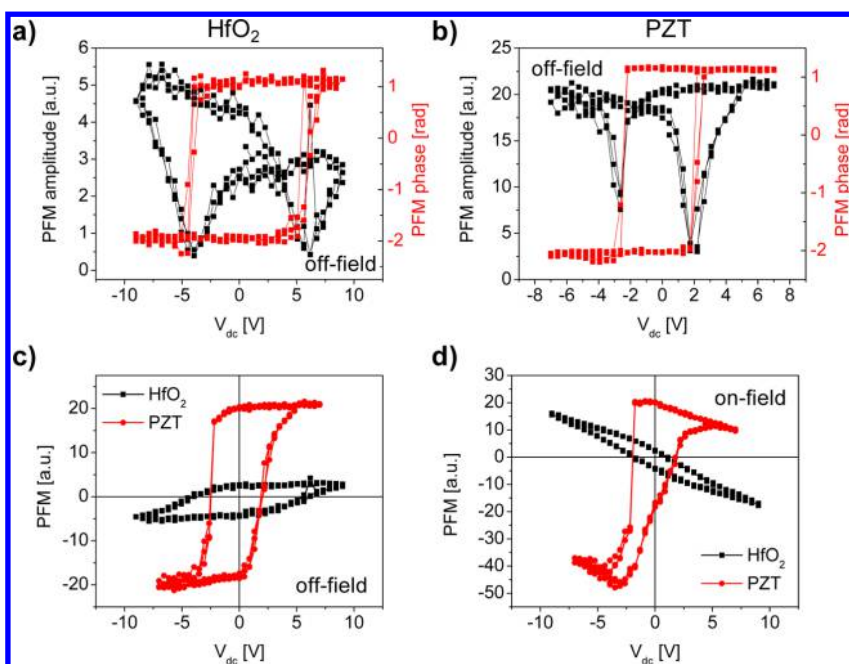 HfO₂
PZT
a)
b)
6
5
4
3
2
1
0
PFM amplitude [a.u.]
1
0
-1
-2
PFM phase [rad]
off-field
-10 -5 0 5 10
V_dc [V]
off-field
25
20
15
10
5
0
PFM amplitude [a.u.]
1
0
-1
-2
PFM phase [rad]
-8 -6 -4 -2 0 2 4 6 8
V_dc [V]
c)
d)
HfO₂
PZT
20
10
0
-10
-20
PFM [a.u.]
off-field
-10 -5 0 5 10
V_dc [V]
on-field
30
20
10
0
-10
-20
-30
-40
-50
PFM [a.u.]
HfO₂
PZT
-10 -5 0 5 10
V_dc [V]